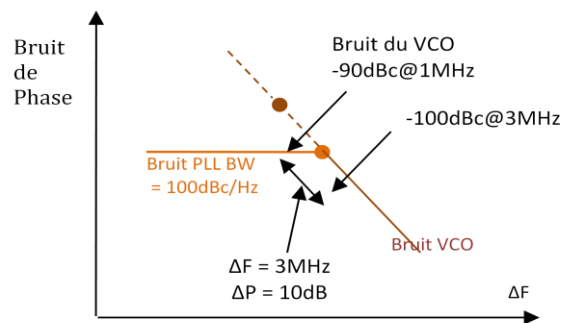 Bruit
de
Phase
Bruit du VCO
-90dBc@1MHz
-100dBc@3MHz
Bruit PLL BW
= 100dBc/Hz
Bruit VCO
ΔF = 3MHz
ΔP = 10dB
ΔF